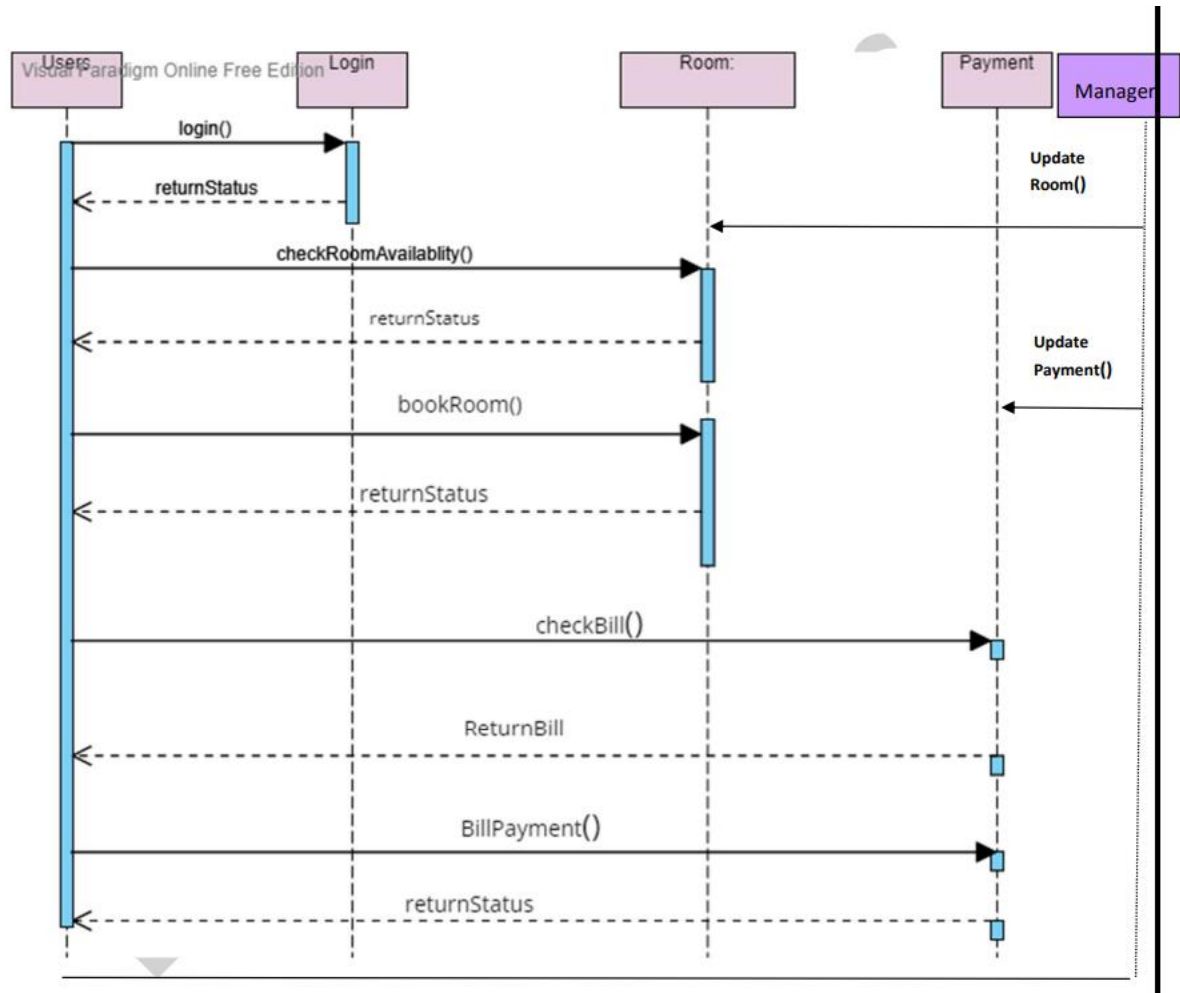 Users
Visual Paradigm Online Free Edition
Login
Room:
Payment
Manager
login()
Update
Room()
returnStatus
checkRoomAvailablity()
returnStatus
Update
Payment()
bookRoom()
returnStatus
checkBill()
ReturnBill
BillPayment()
returnStatus